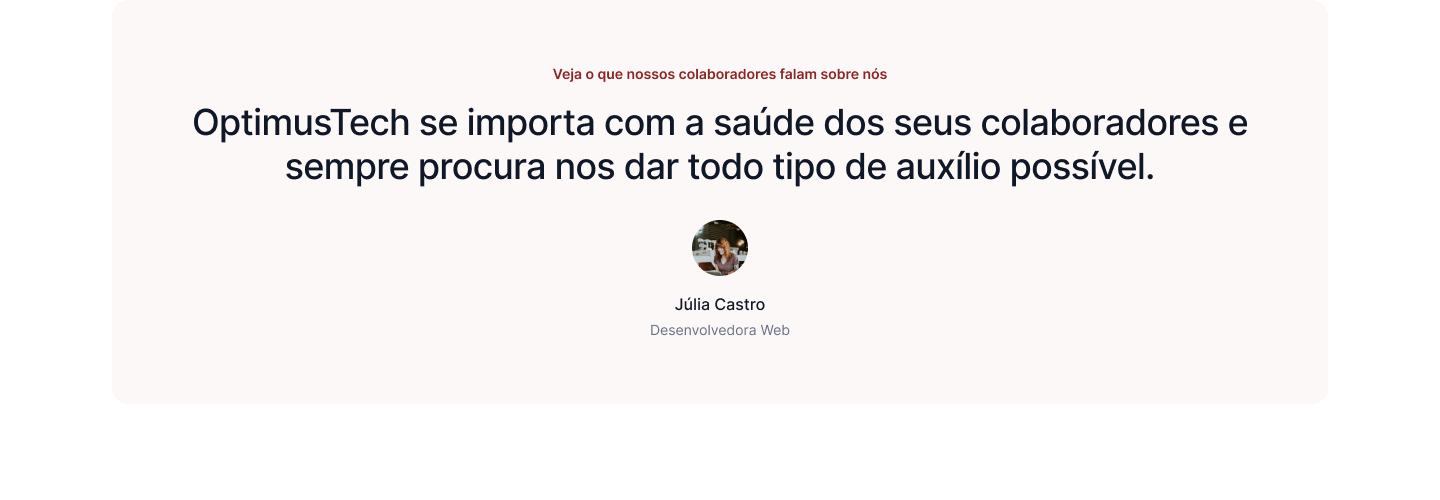 Veja o que nossos colaboradores falam sobre nós
OptimusTech se importa com a saúde dos seus colaboradores e
sempre procura nos dar todo tipo de auxílio possível.
Júlia Castro
Desenvolvedora Web